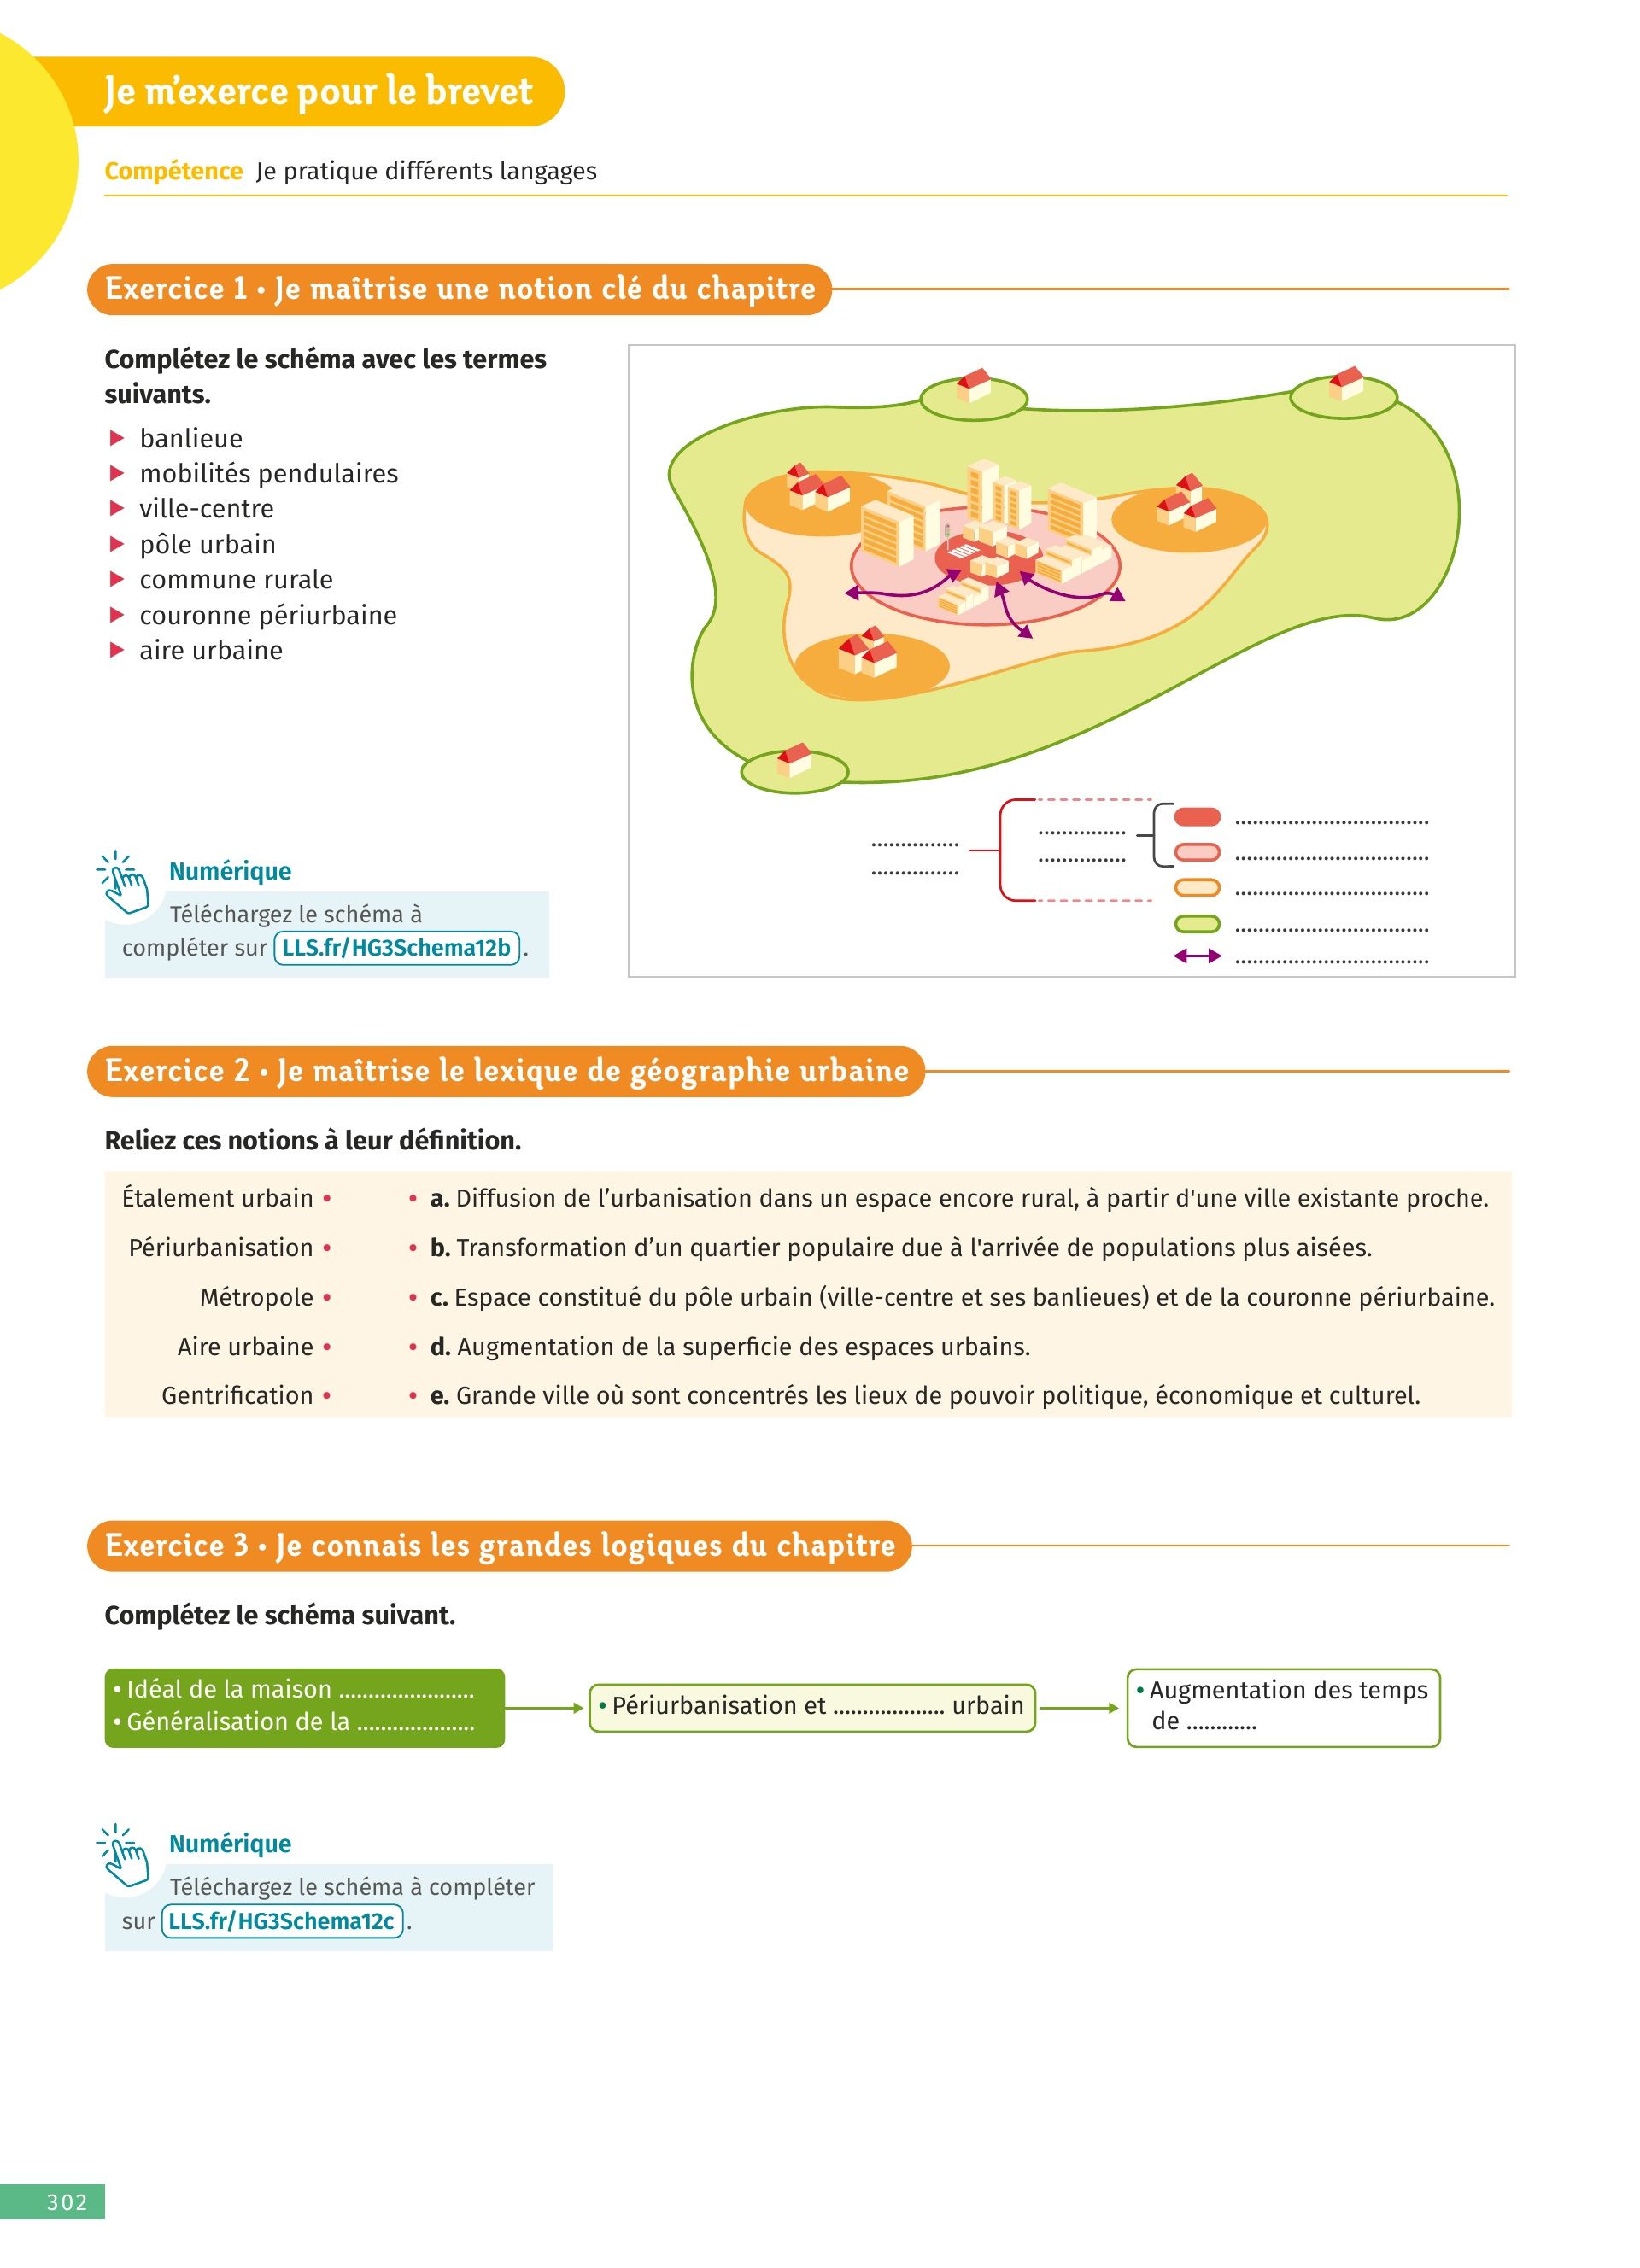 Je m’exerce pour le brevet
Compétence Je pratique différents langages
Exercice 1 • Je maîtrise une notion clé du chapitre
Complétez le schéma avec les termes
suivants.
banlieue
mobilités pendulaires
ville-centre
pôle urbain
commune rurale
couronne périurbaine
aire urbaine
Numérique
Téléchargez le schéma à
compléter sur LLS.fr/HG3Schema12b .
Exercice 2 • Je maîtrise le lexique de géographie urbaine
Reliez ces notions à leur définition.
Étalement urbain • • a. Diffusion de l’urbanisation dans un espace encore rural, à partir d'une ville existante proche.
Périurbanisation • • b. Transformation d’un quartier populaire due à l'arrivée de populations plus aisées.
Métropole • • c. Espace constitué du pôle urbain (ville-centre et ses banlieues) et de la couronne périurbaine.
Aire urbaine • • d. Augmentation de la superficie des espaces urbains.
Gentrification • • e. Grande ville où sont concentrés les lieux de pouvoir politique, économique et culturel.
Exercice 3 • Je connais les grandes logiques du chapitre
Complétez le schéma suivant.
• Idéal de la maison .......................
• Généralisation de la ....................
• Périurbanisation et ................... urbain
• Augmentation des temps
de ............
Numérique
Téléchargez le schéma à compléter
sur LLS.fr/HG3Schema12c .
302